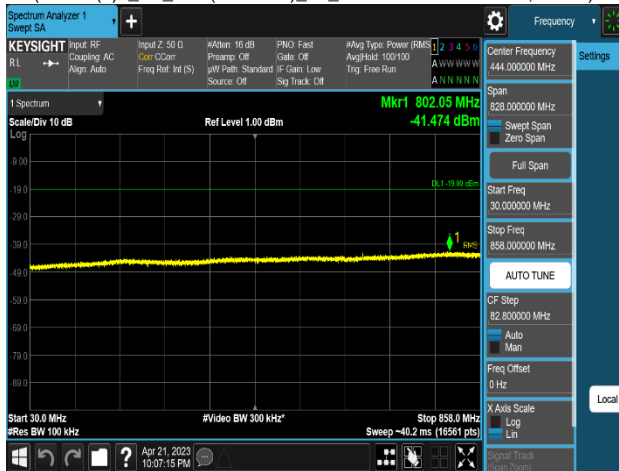 Spectrum Analyzer 1
Swept SA
Frequency
KEYSIGHT
RL
Input: RF
Coupling: AC
Align: Auto
Input Z: 50 Ω
Corr CCorr
Freq Ref: Int (S)
#Atten: 16 dB
Preamp: Off
µW Path: Standard
Source: Off
PNO: Fast
Gate: Off
IF Gain: Low
Sig Track: Off
#Avg Type: Power (RMS
Avg|Hold: 100/100
Trig: Free Run
1 2 3 4 5 6
A W W W W W
A N N N N N
1 Spectrum
Scale/Div 10 dB
Log
Ref Level 1.00 dBm
Mkr1 802.05 MHz
-41.474 dBm
-9.00
-19.0
-29.0
-39.0
-49.0
-59.0
-69.0
-79.0
-89.0
DL1 -19.00 dBm
1
RMS
Start 30.0 MHz
#Res BW 100 kHz
#Video BW 300 kHz*
Stop 858.0 MHz
Sweep ~40.2 ms (16561 pts)
Center Frequency
444.000000 MHz
Settings
Span
828.000000 MHz
Swept Span
Zero Span
Full Span
Start Freq
30.000000 MHz
Stop Freq
858.000000 MHz
AUTO TUNE
CF Step
82.800000 MHz
Auto
Man
Freq Offset
0 Hz
Local
X Axis Scale
Log
Lin
Signal Track
(Span Zoom)
?
Apr 21, 2023
10:07:15 PM